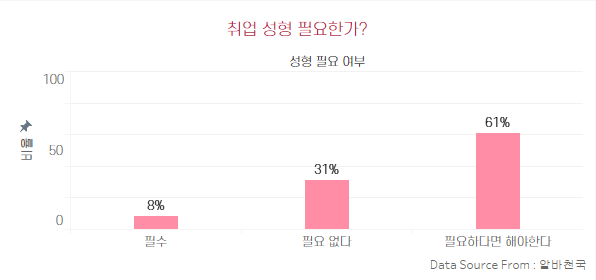 취업 성형 필요한가?
성형 필요 여부
100
50
0
비율
8%
31%
61%
필수
필요 없다
필요하다면 해야한다
Data Source From : 알바천국